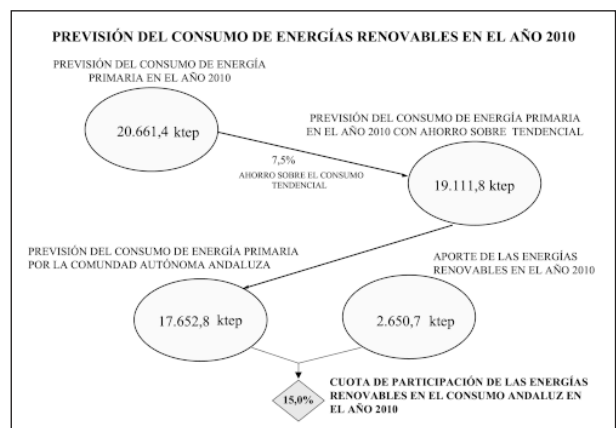 PREVISIÓN DEL CONSUMO DE ENERGÍAS RENOVABLES EN EL AÑO 2010
PREVISIÓN DEL CONSUMO DE ENERGÍA
PRIMARIA EN EL AÑO 2010
20.661,4 ktep
PREVISIÓN DEL CONSUMO DE ENERGÍA PRIMARIA
EN EL AÑO 2010 CON AHORRO SOBRE TENDENCIAL
7,5%
AHORRO SOBRE EL CONSUMO
TENDENCIAL
19.111,8 ktep
PREVISIÓN DEL CONSUMO DE ENERGÍA PRIMARIA
POR LA COMUNIDAD AUTÓNOMA ANDALUZA
APORTE DE LAS ENERGÍAS
RENOVABLES EN EL AÑO 2010
17.652,8 ktep
2.650,7 ktep
15,0%
CUOTA DE PARTICIPACIÓN DE LAS ENERGÍAS
RENOVABLES EN EL CONSUMO ANDALUZ EN
EL AÑO 2010